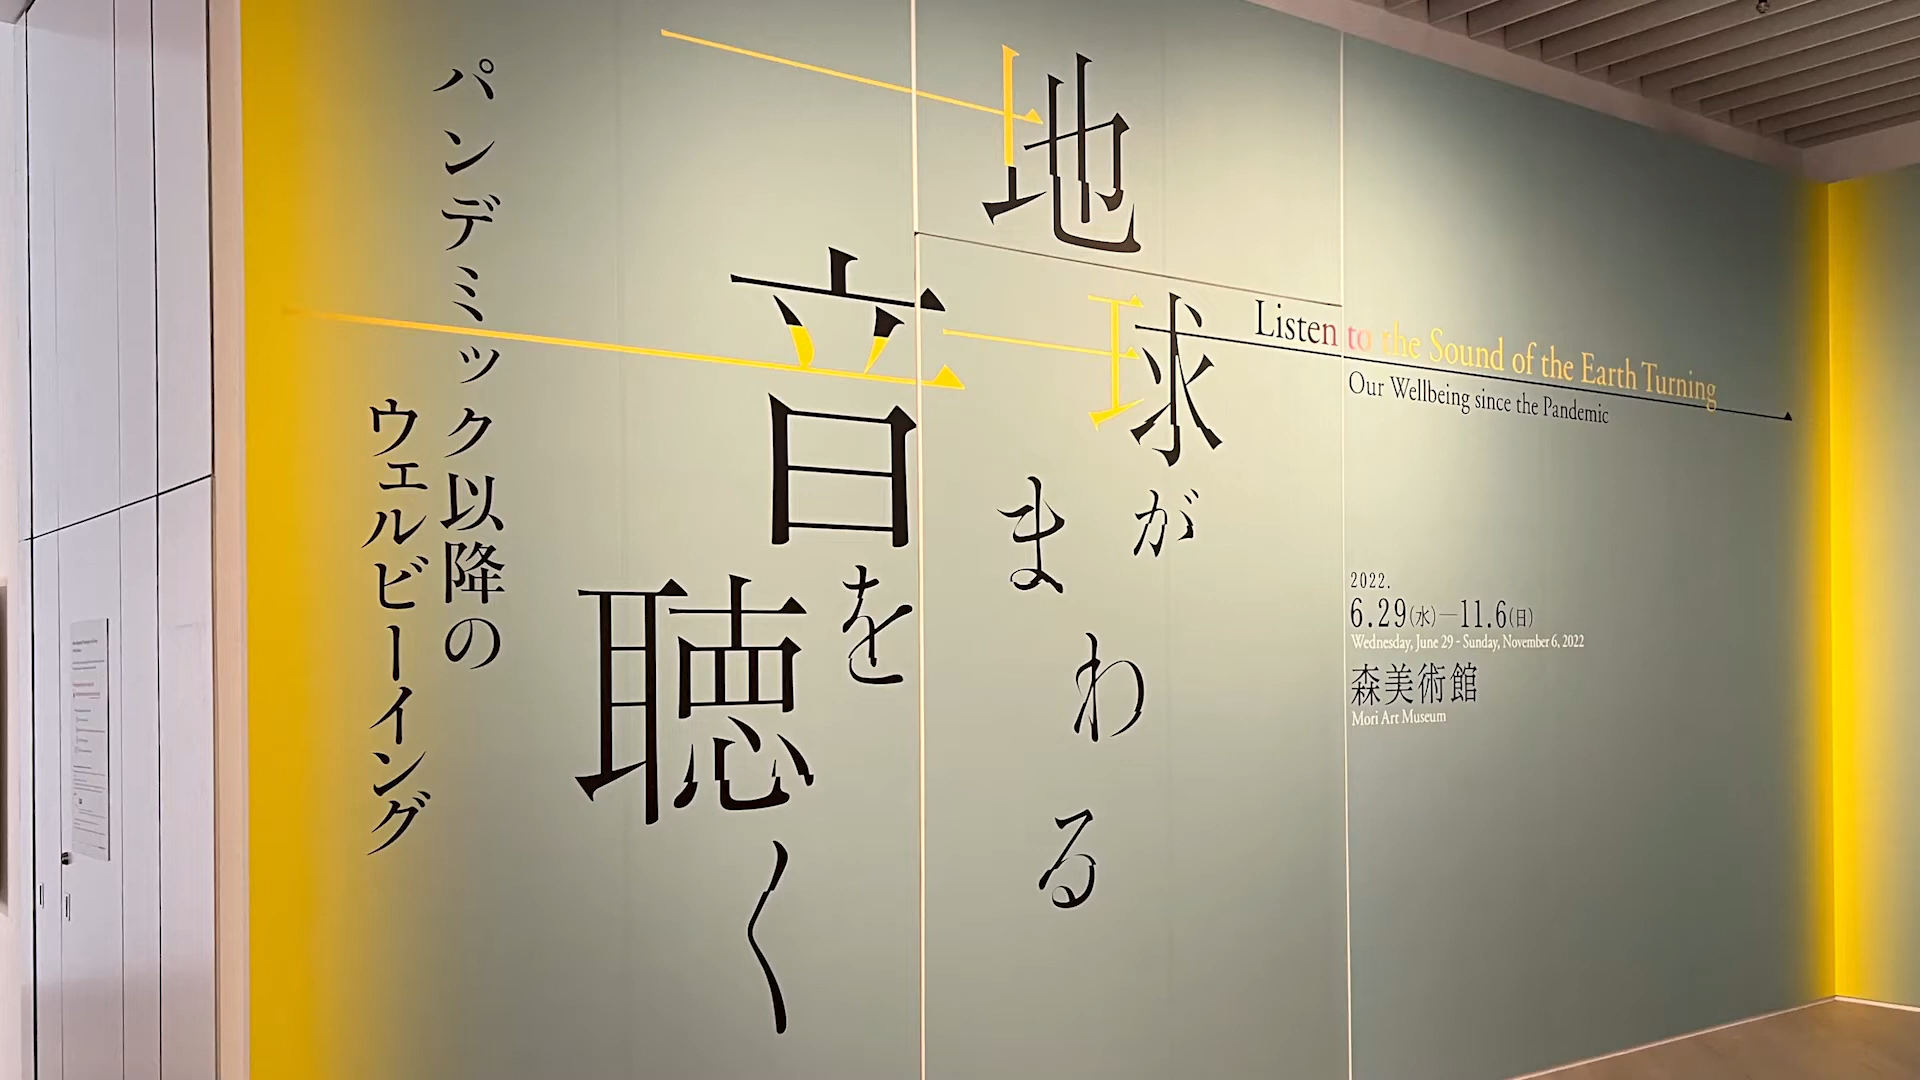 地球が
まわる
音を
聴く
パンデミック以降の
ウェルビーイング
Listen to the Sound of the Earth Turning
Our Wellbeing since the Pandemic
2022.
6.29(水)—11.6(日)
Wednesday, June 29 - Sunday, November 6, 2022
森美術館
Mori Art Museum